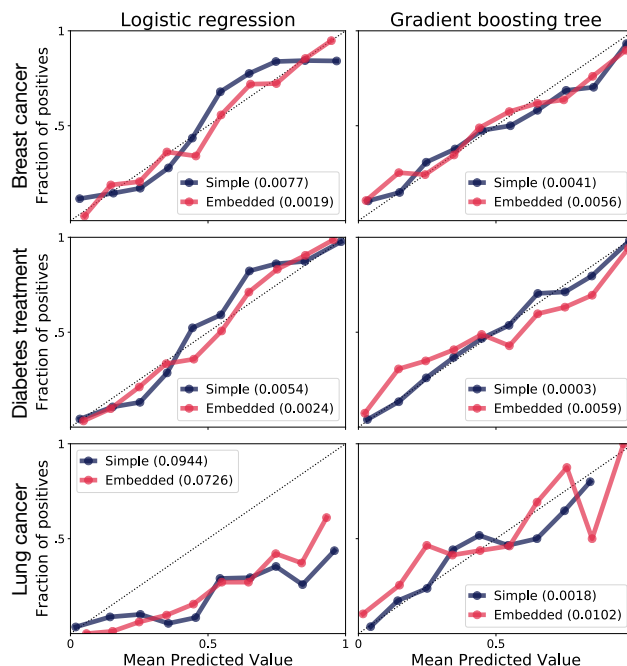 Logistic regression
Gradient boosting tree
Breast cancer
Fraction of positives
1
.5
Simple (0.0077)
Embedded (0.0019)
Simple (0.0041)
Embedded (0.0056)
Diabetes treatment
Fraction of positives
1
.5
Simple (0.0054)
Embedded (0.0024)
Simple (0.0003)
Embedded (0.0059)
Lung cancer
Fraction of positives
1
.5
Simple (0.0944)
Embedded (0.0726)
Simple (0.0018)
Embedded (0.0102)
0 0.5 1
0 0.5
Mean Predicted Value
Mean Predicted Value